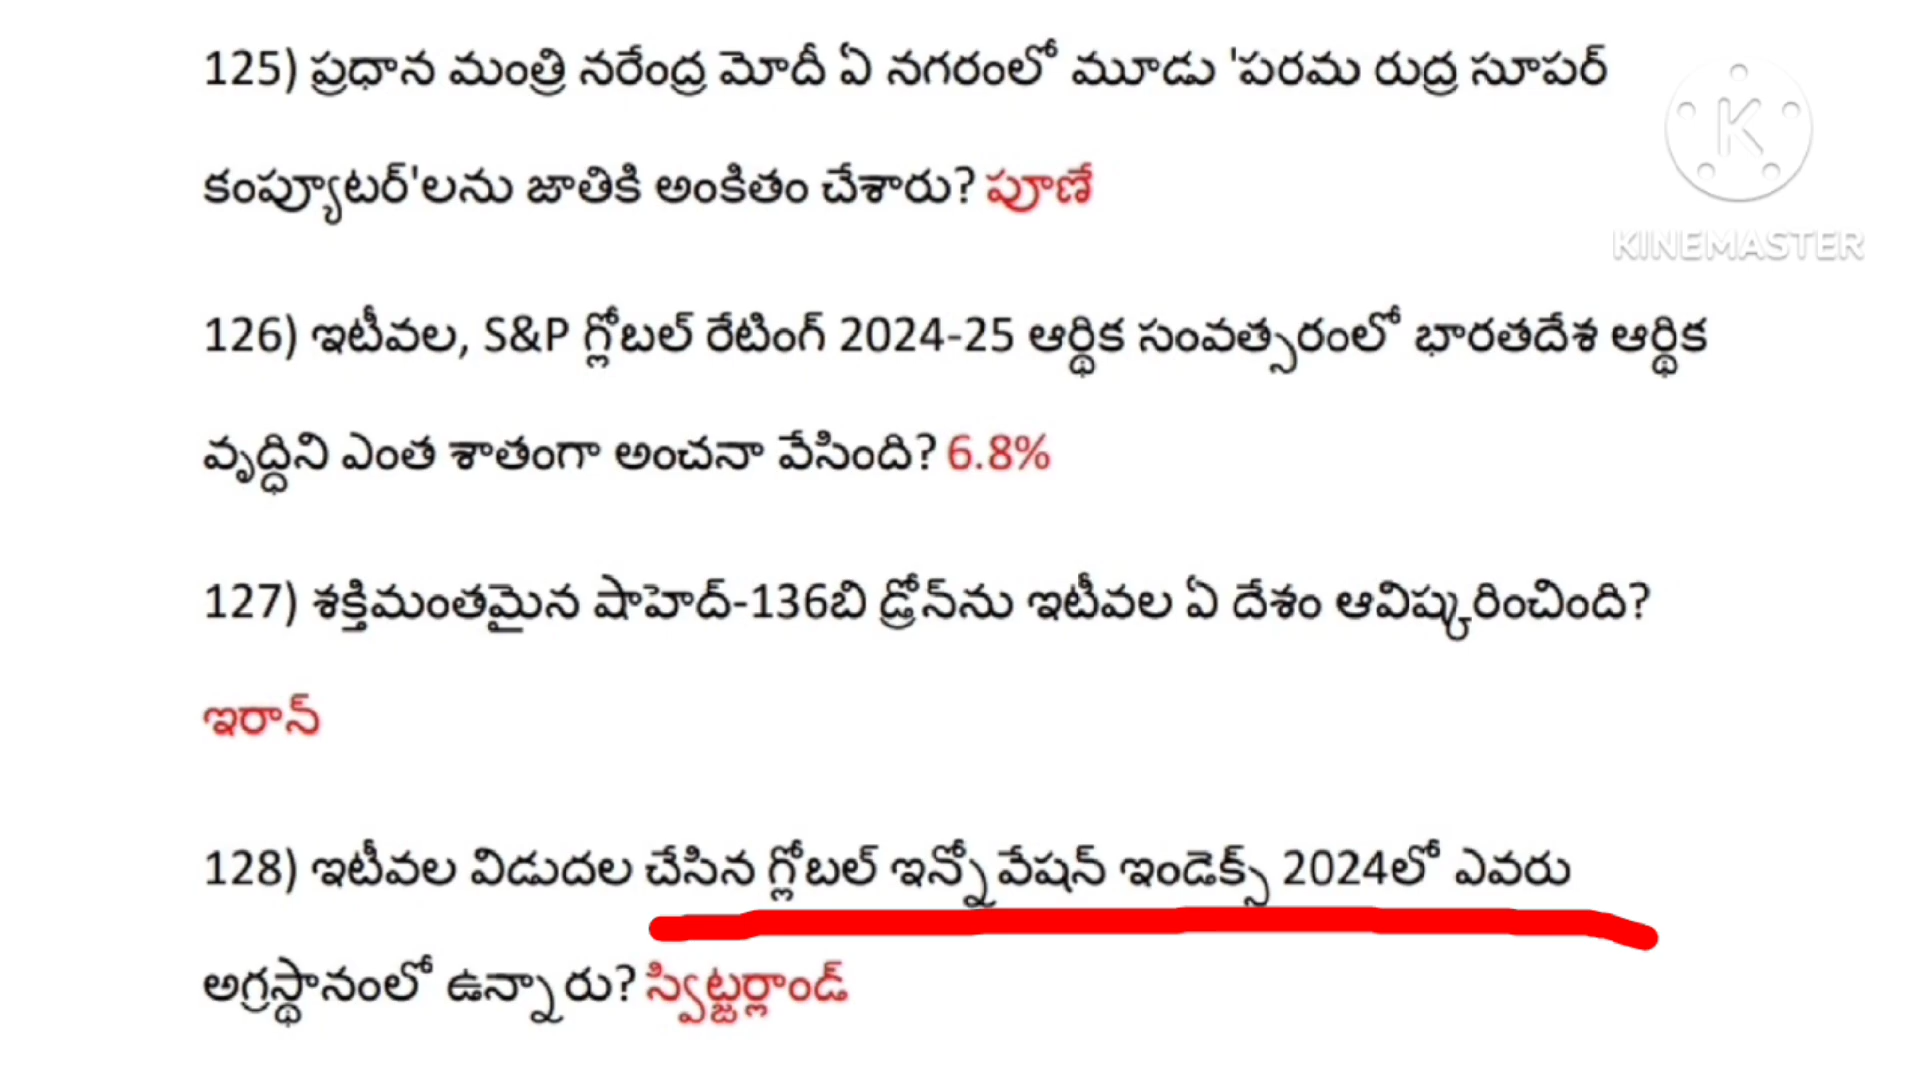 125) ప్రధాన మంత్రి నరేంద్ర మోదీ ఏ నగరంలో మూడు 'పరమ రుద్ర సూపర్
కంప్యూటర్'లను జాతికి అంకితం చేశారు? పూణే
KINEMASTER
126) ఇటీవల, S&P గ్లోబల్ రేటింగ్ 2024-25 ఆర్థిక సంవత్సరంలో భారతదేశ ఆర్థిక
వృద్ధిని ఎంత శాతంగా అంచనా వేసింది? 6.8%
127) శక్తిమంతమైన షాహెద్-136బి డ్రోన్‌ను ఇటీవల ఏ దేశం ఆవిష్కరించింది?
ఇరాన్
128) ఇటీవల విడుదల చేసిన గ్లోబల్ ఇన్నోవేషన్ ఇండెక్స్ 2024లో ఎవరు
అగ్రస్థానంలో ఉన్నారు? స్విట్జర్లాండ్